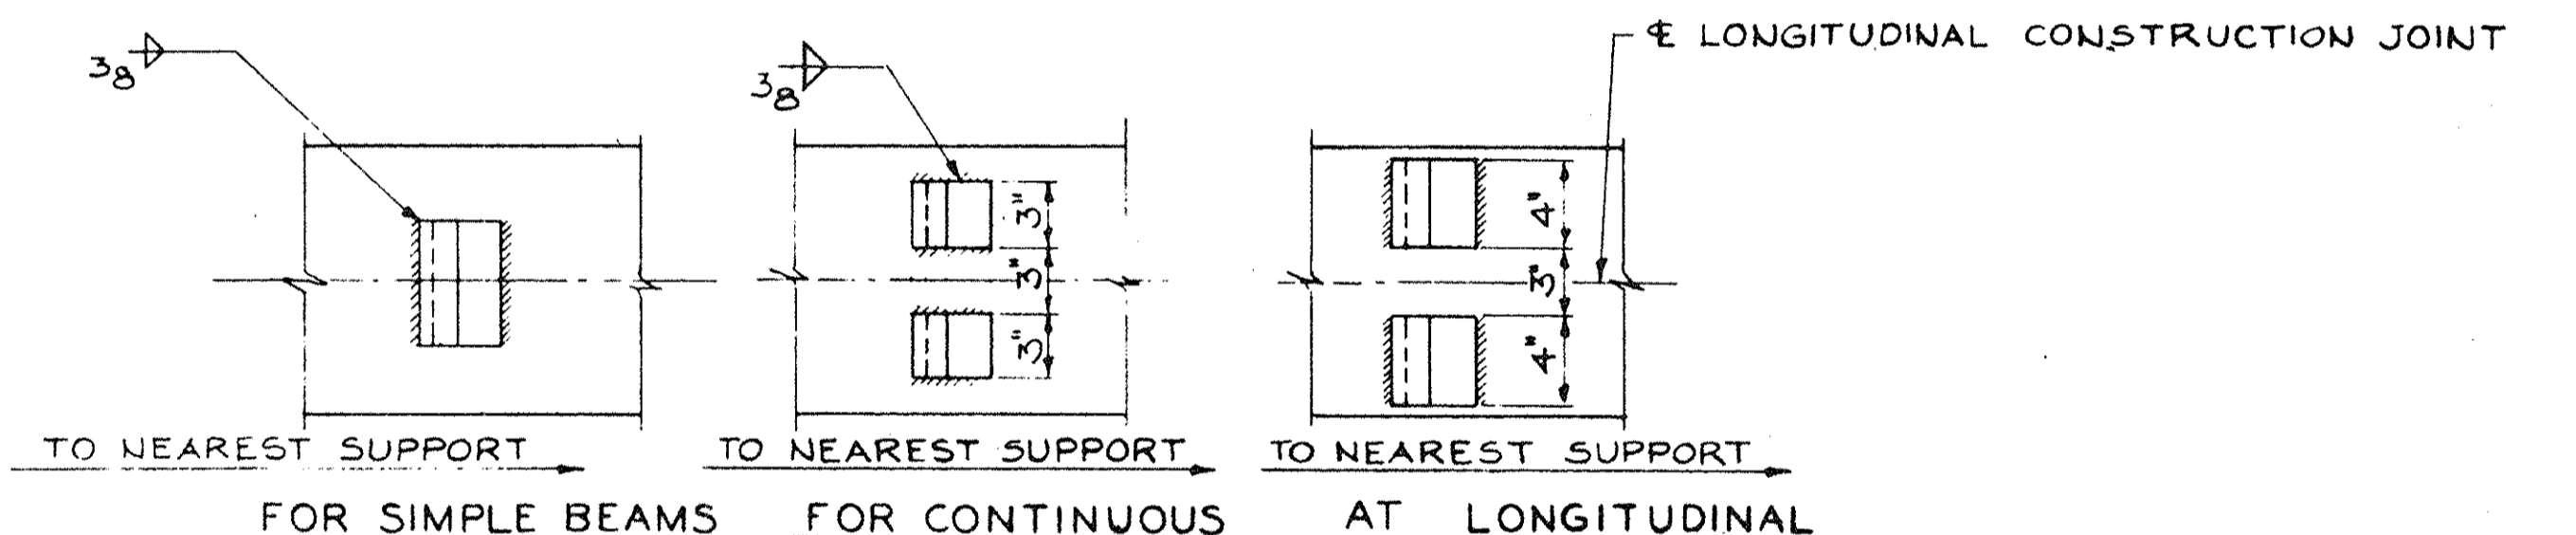 ℄ LONGITUDINAL CONSTRUCTION JOINT
3/8
3/8
3"
3"
3"
4"
3"
4"
TO NEAREST SUPPORT
TO NEAREST SUPPORT
TO NEAREST SUPPORT
FOR SIMPLE BEAMS
FOR CONTINUOUS
AT LONGITUDINAL